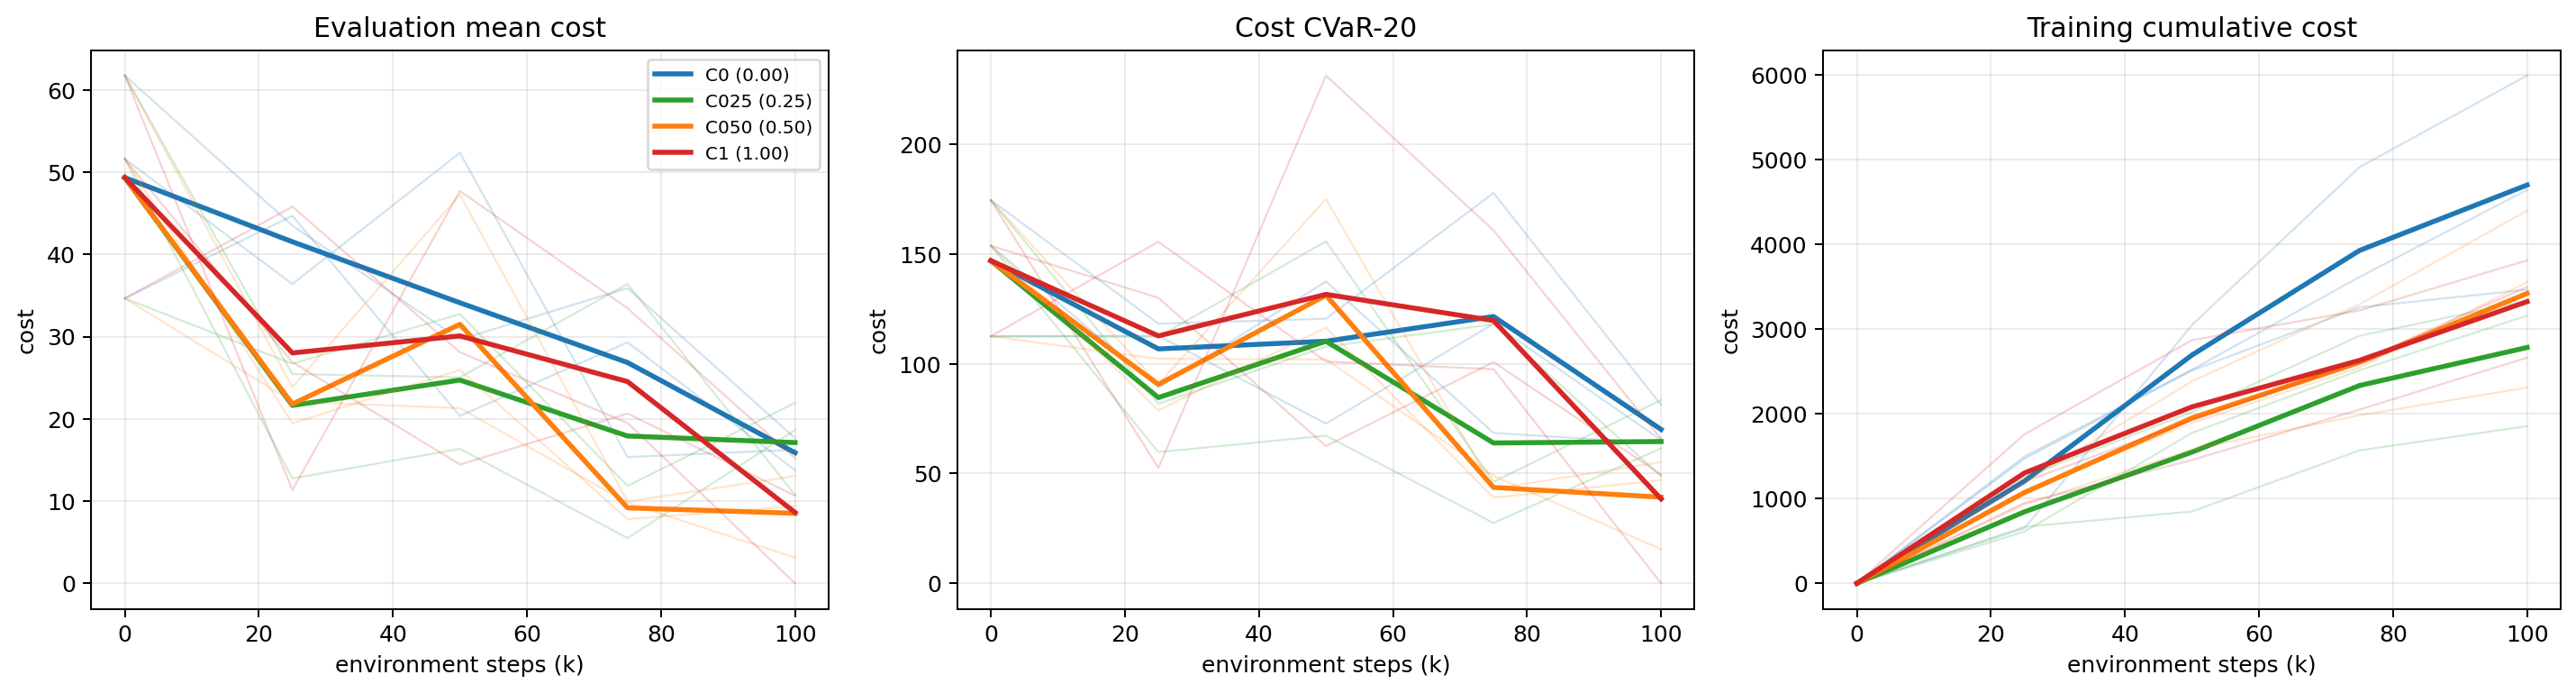 Evaluation mean cost
cost
60
50
40
30
20
10
0
C0 (0.00)
C025 (0.25)
C050 (0.50)
C1 (1.00)
0 20 40 60 80 100
environment steps (k)
Cost CVaR-20
cost
200
150
100
50
0
0 20 40 60 80 100
environment steps (k)
Training cumulative cost
cost
6000
5000
4000
3000
2000
1000
0
0 20 40 60 80 100
environment steps (k)